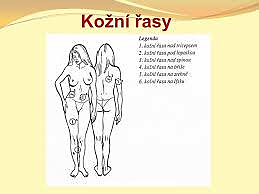 Kožní řasy
Legenda
1. kožní řasa nad tricepsem
2. kožní řasa pod lopatkou
3. kožní řasa nad spinou
4. kožní řasa na břiše
5. kožní řasa na stehně
6. kožní řasa na lýtku